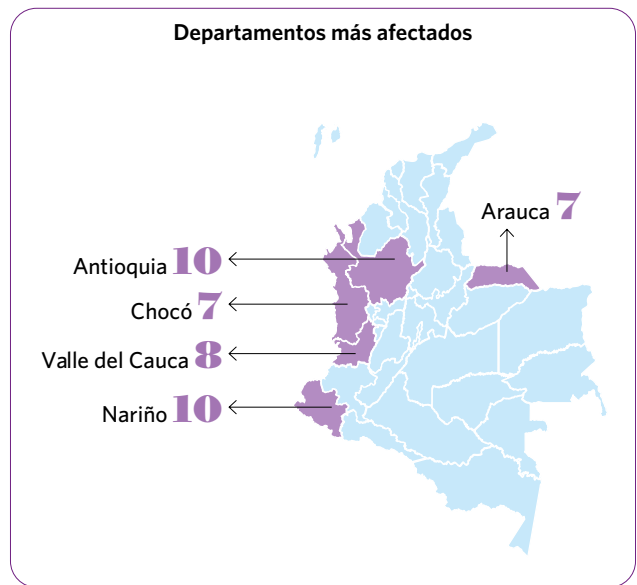 Departamentos más afectados
Arauca 7
Antioquia 10
Chocó 7
Valle del Cauca 8
Nariño 10